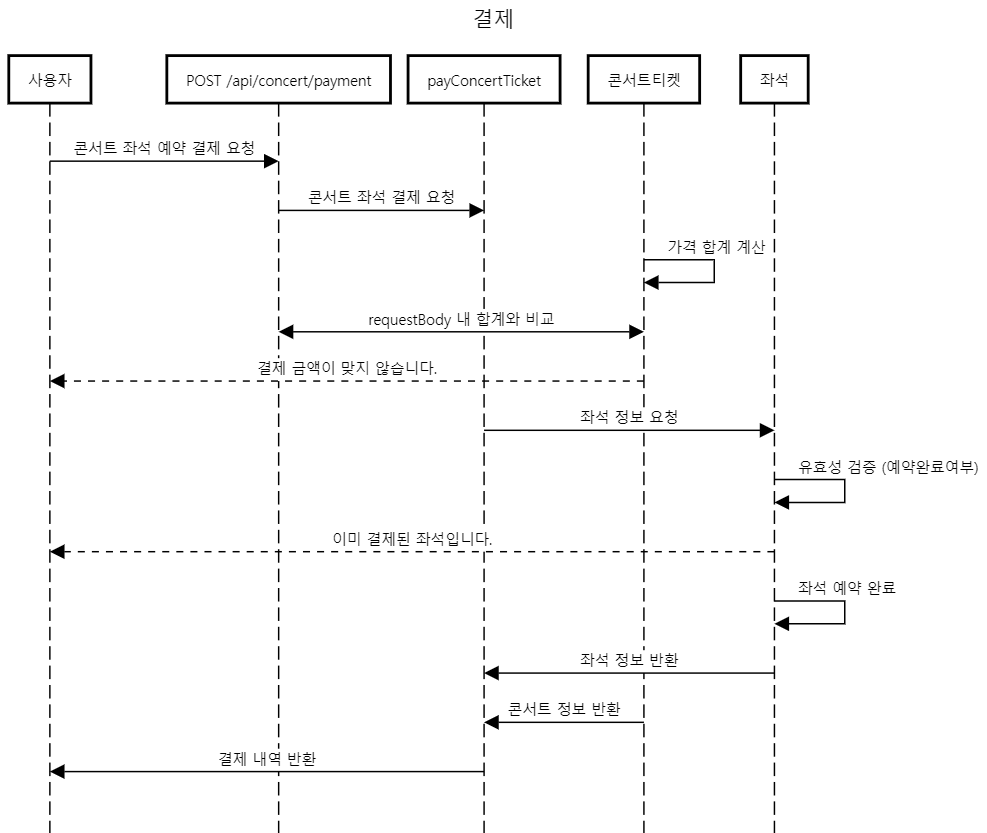 결제
사용자
POST /api/concert/payment
payConcertTicket
콘서트티켓
좌석
콘서트 좌석 예약 결제 요청
콘서트 좌석 결제 요청
가격 합계 계산
requestBody 내 합계와 비교
결제 금액이 맞지 않습니다.
좌석 정보 요청
유효성 검증 (예약완료여부)
이미 결제된 좌석입니다.
좌석 예약 완료
좌석 정보 반환
콘서트 정보 반환
결제 내역 반환